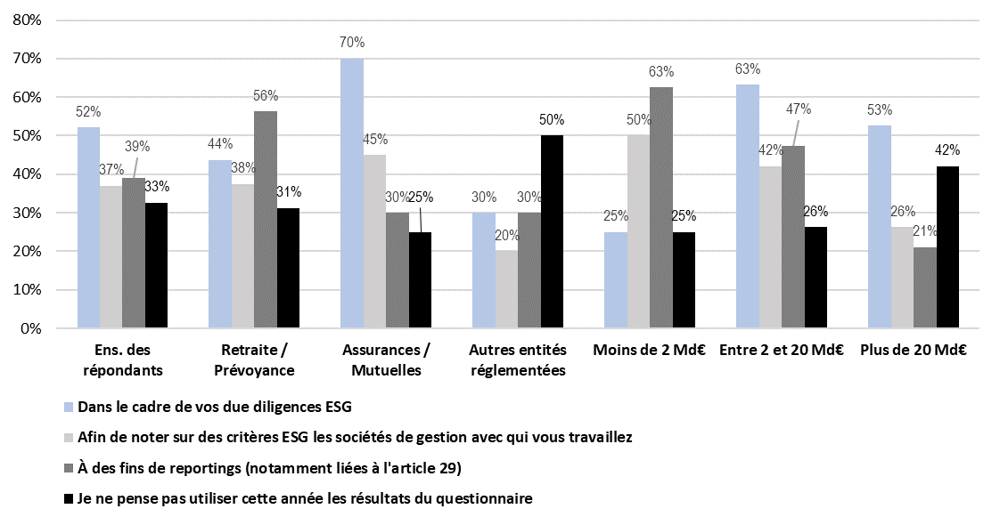 80%
70%
60%
50%
40%
30%
20%
10%
0%
52%
37%
39%
33%
44%
38%
56%
31%
70%
45%
30%
25%
30%
20%
30%
50%
25%
50%
63%
25%
63%
42%
47%
26%
53%
26%
21%
42%
Ens. des
répondants
Retraite /
Prévoyance
Assurances /
Mutuelles
Autres entités
réglementées
Moins de 2 Md€
Entre 2 et 20 Md€
Plus de 20 Md€
Dans le cadre de vos due diligences ESG
Afin de noter sur des critères ESG les sociétés de gestion avec qui vous travaillez
À des fins de reportings (notamment liées à l'article 29)
Je ne pense pas utiliser cette année les résultats du questionnaire